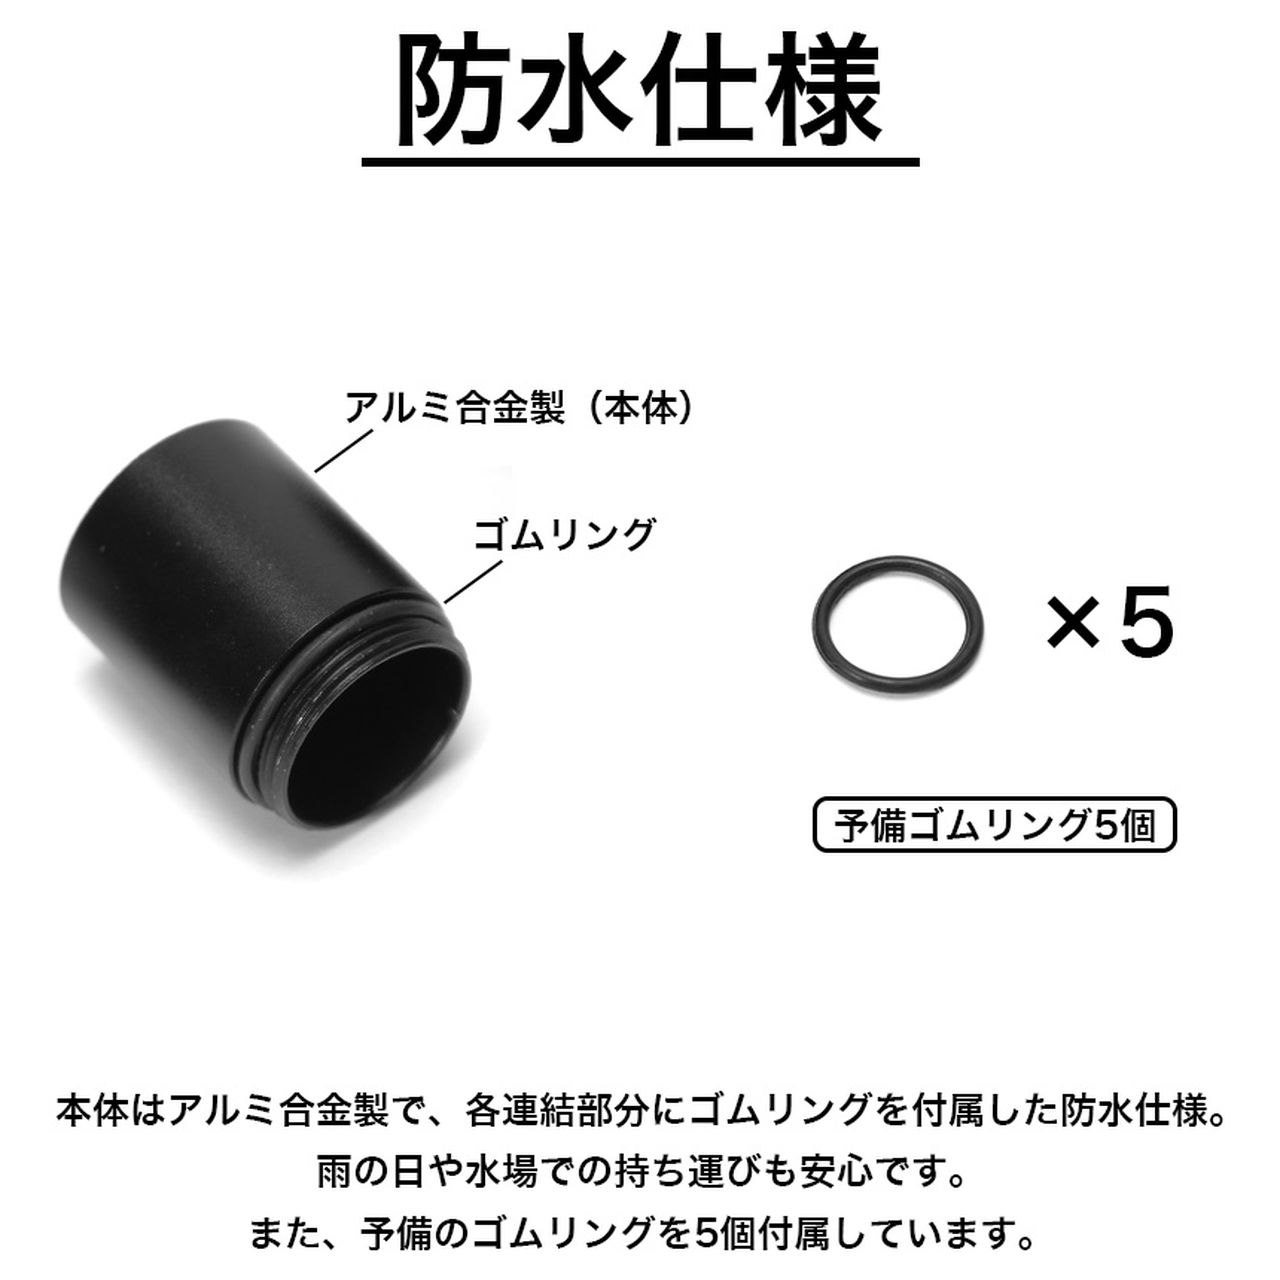 防水仕様
アルミ合金製（本体）
ゴムリング
×5
予備ゴムリング5個
本体はアルミ合金製で、各連結部分にゴムリングを付属した防水仕様。
雨の日や水場での持ち運びも安心です。
また、予備のゴムリングを5個付属しています。